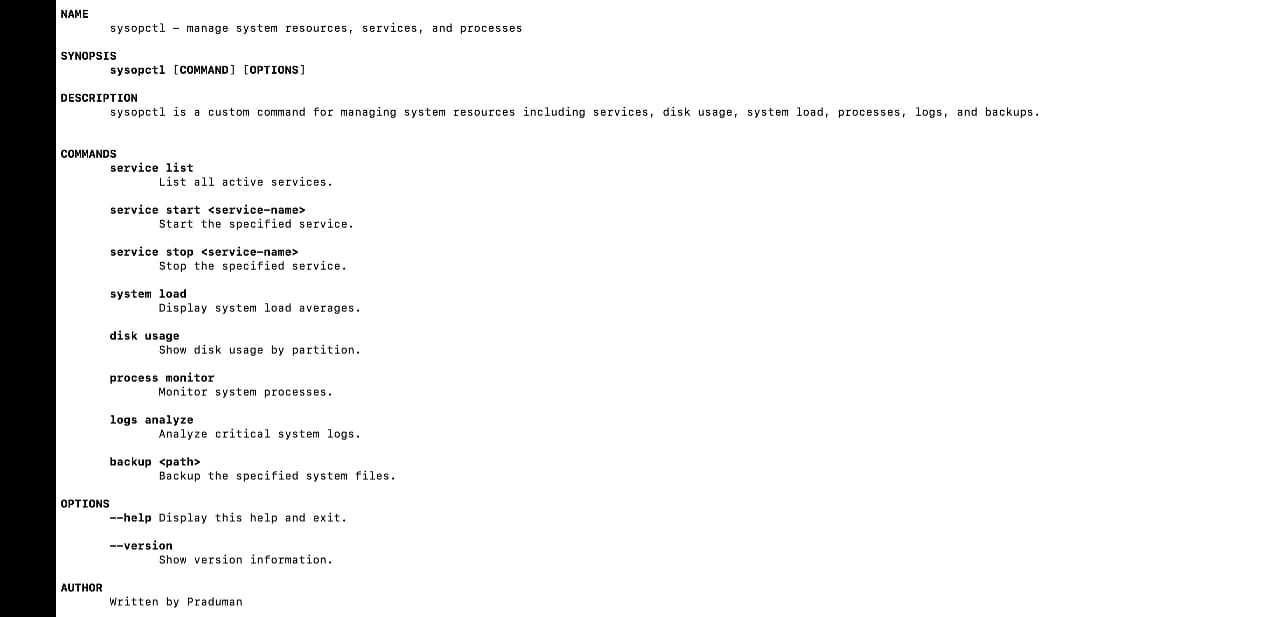 NAME
sysopctl – manage system resources, services, and processes
SYNOPSIS
sysopctl [COMMAND] [OPTIONS]
DESCRIPTION
sysopctl is a custom command for managing system resources including services, disk usage, system load, processes, logs, and backups.
COMMANDS
service list
List all active services.
service start <service-name>
Start the specified service.
service stop <service-name>
Stop the specified service.
system load
Display system load averages.
disk usage
Show disk usage by partition.
process monitor
Monitor system processes.
logs analyze
Analyze critical system logs.
backup <path>
Backup the specified system files.
OPTIONS
--help Display this help and exit.
--version
Show version information.
AUTHOR
Written by Praduman